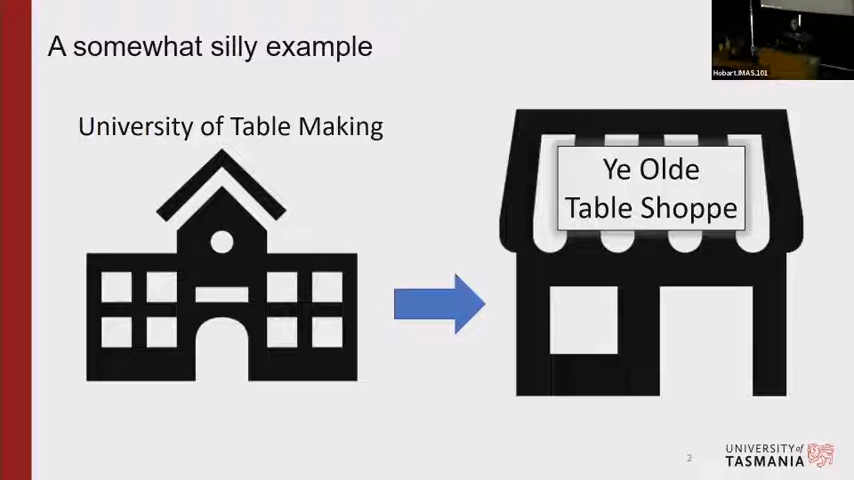 A somewhat silly example
Hobart.IMAS.101
University of Table Making
Ye Olde
Table Shoppe
2
UNIVERSITY of
TASMANIA